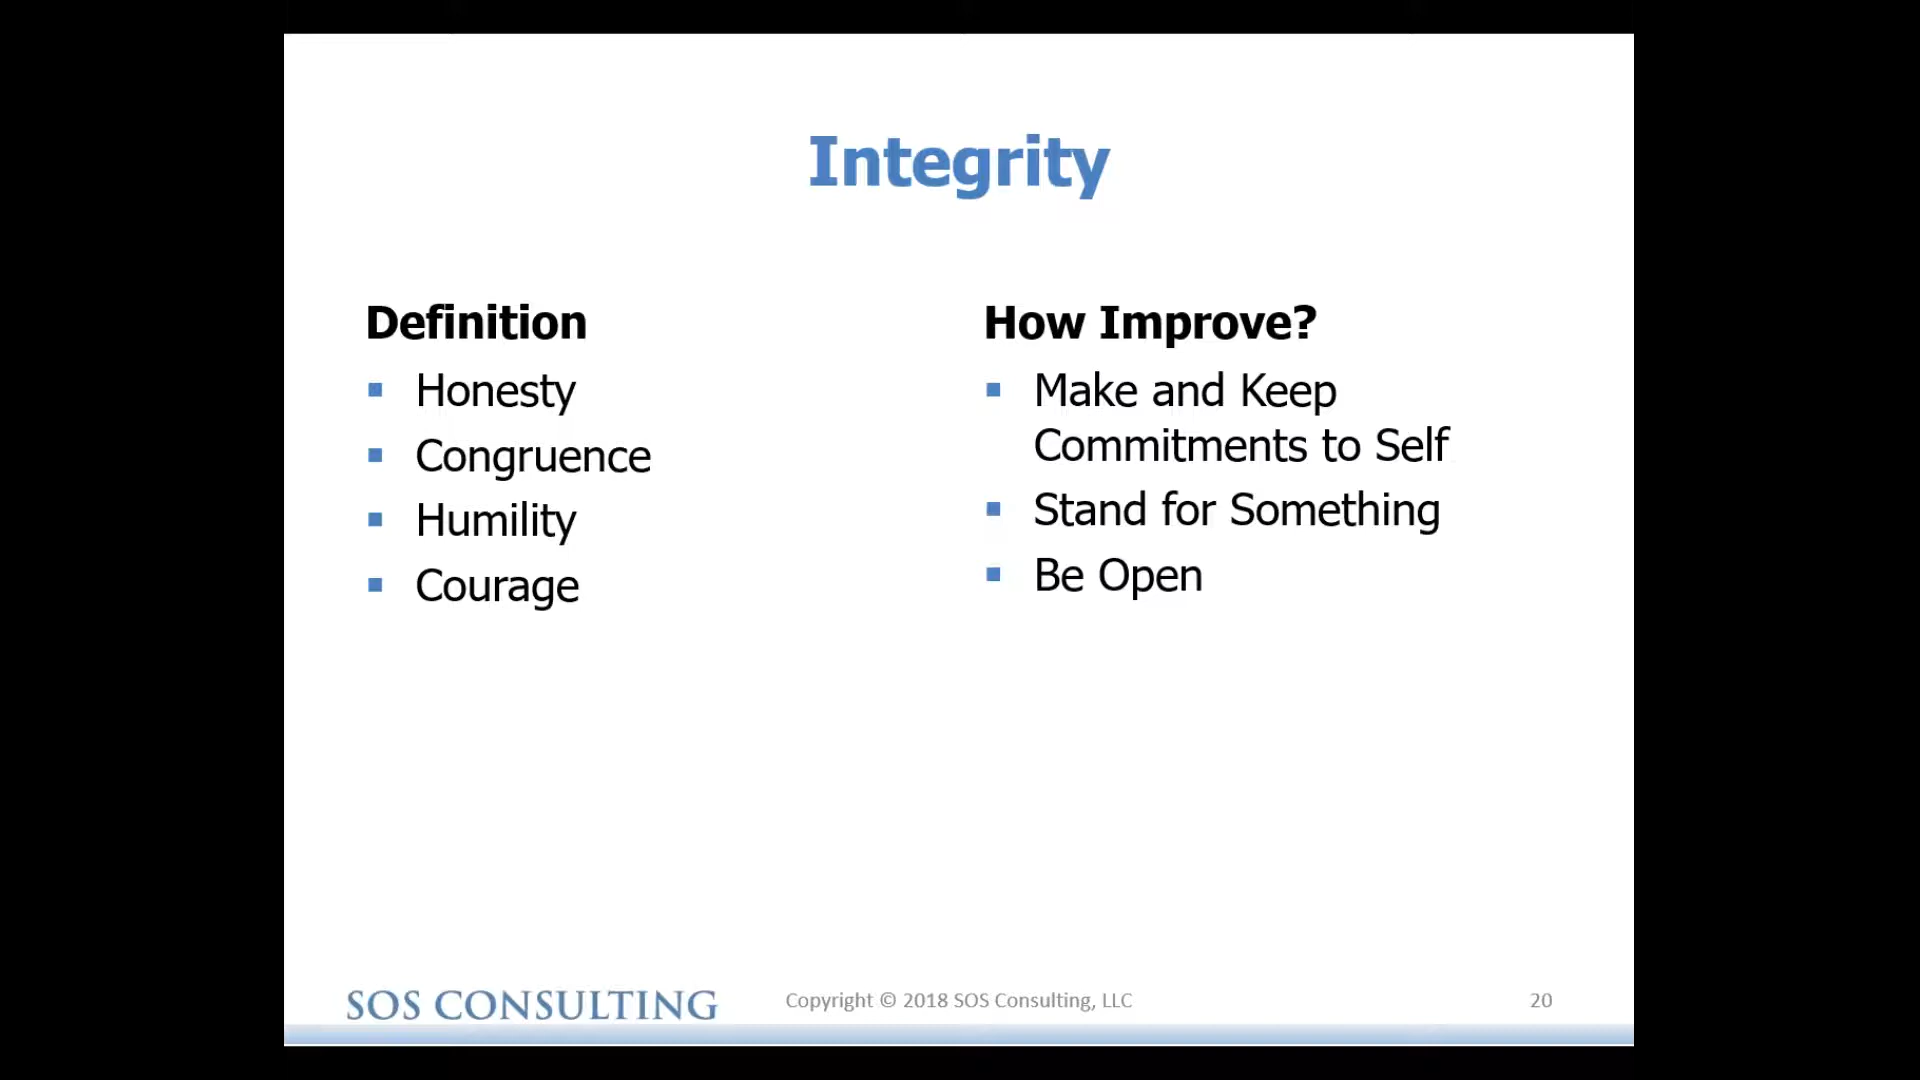 Integrity
Definition
Honesty
Congruence
Humility
Courage
How Improve?
Make and Keep
Commitments to Self
Stand for Something
Be Open
SOS CONSULTING
Copyright © 2018 SOS Consulting, LLC
20